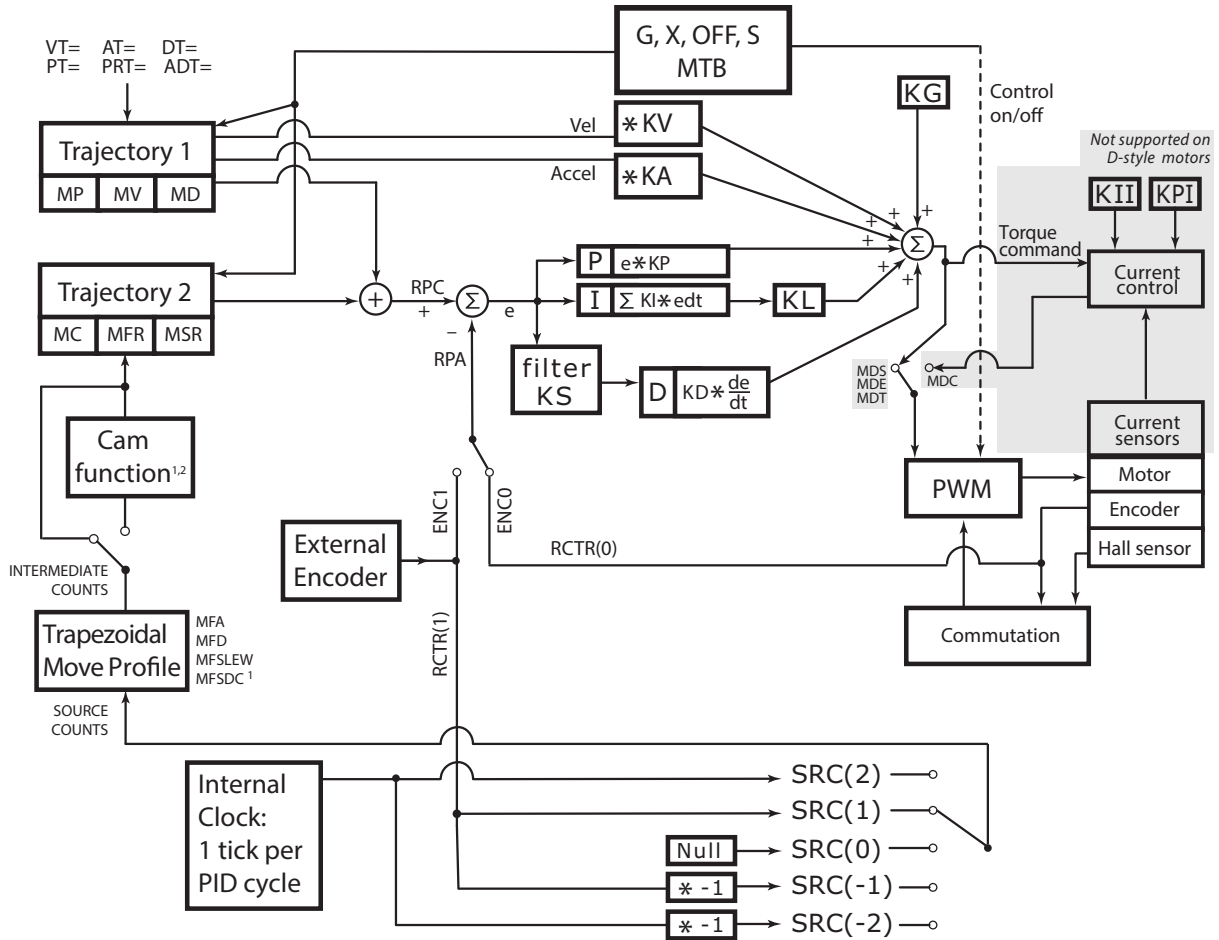 VT= AT= DT=
PT= PRT= ADT=
G, X, OFF, S
MTB
KG
Control
on/off
Not supported on
D-style motors
KII KPI
Trajectory 1
MP MV MD
Vel
* KV
Accel
* KA
+
+
+
+
+
+
Σ
Torque
command
Current
control
Trajectory 2
MC MFR MSR
+
RPC
+
Σ
−
RPA
e
P e*KP
I Σ KI*edt
KL
filter
KS
D KD* de
dt
MDS
MDE
MDT
MDC
Current
sensors
Motor
Encoder
Hall sensor
PWM
Commutation
Cam
function1,2
ENC1
ENC0
External
Encoder
RCTR(0)
RCTR(1)
INTERMEDIATE
COUNTS
Trapezoidal
Move Profile
MFA
MFD
MFSLEW
MFSDC 1
SOURCE
COUNTS
Internal
Clock:
1 tick per
PID cycle
SRC(2)
SRC(1)
Null
SRC(0)
* -1
SRC(-1)
* -1
SRC(-2)